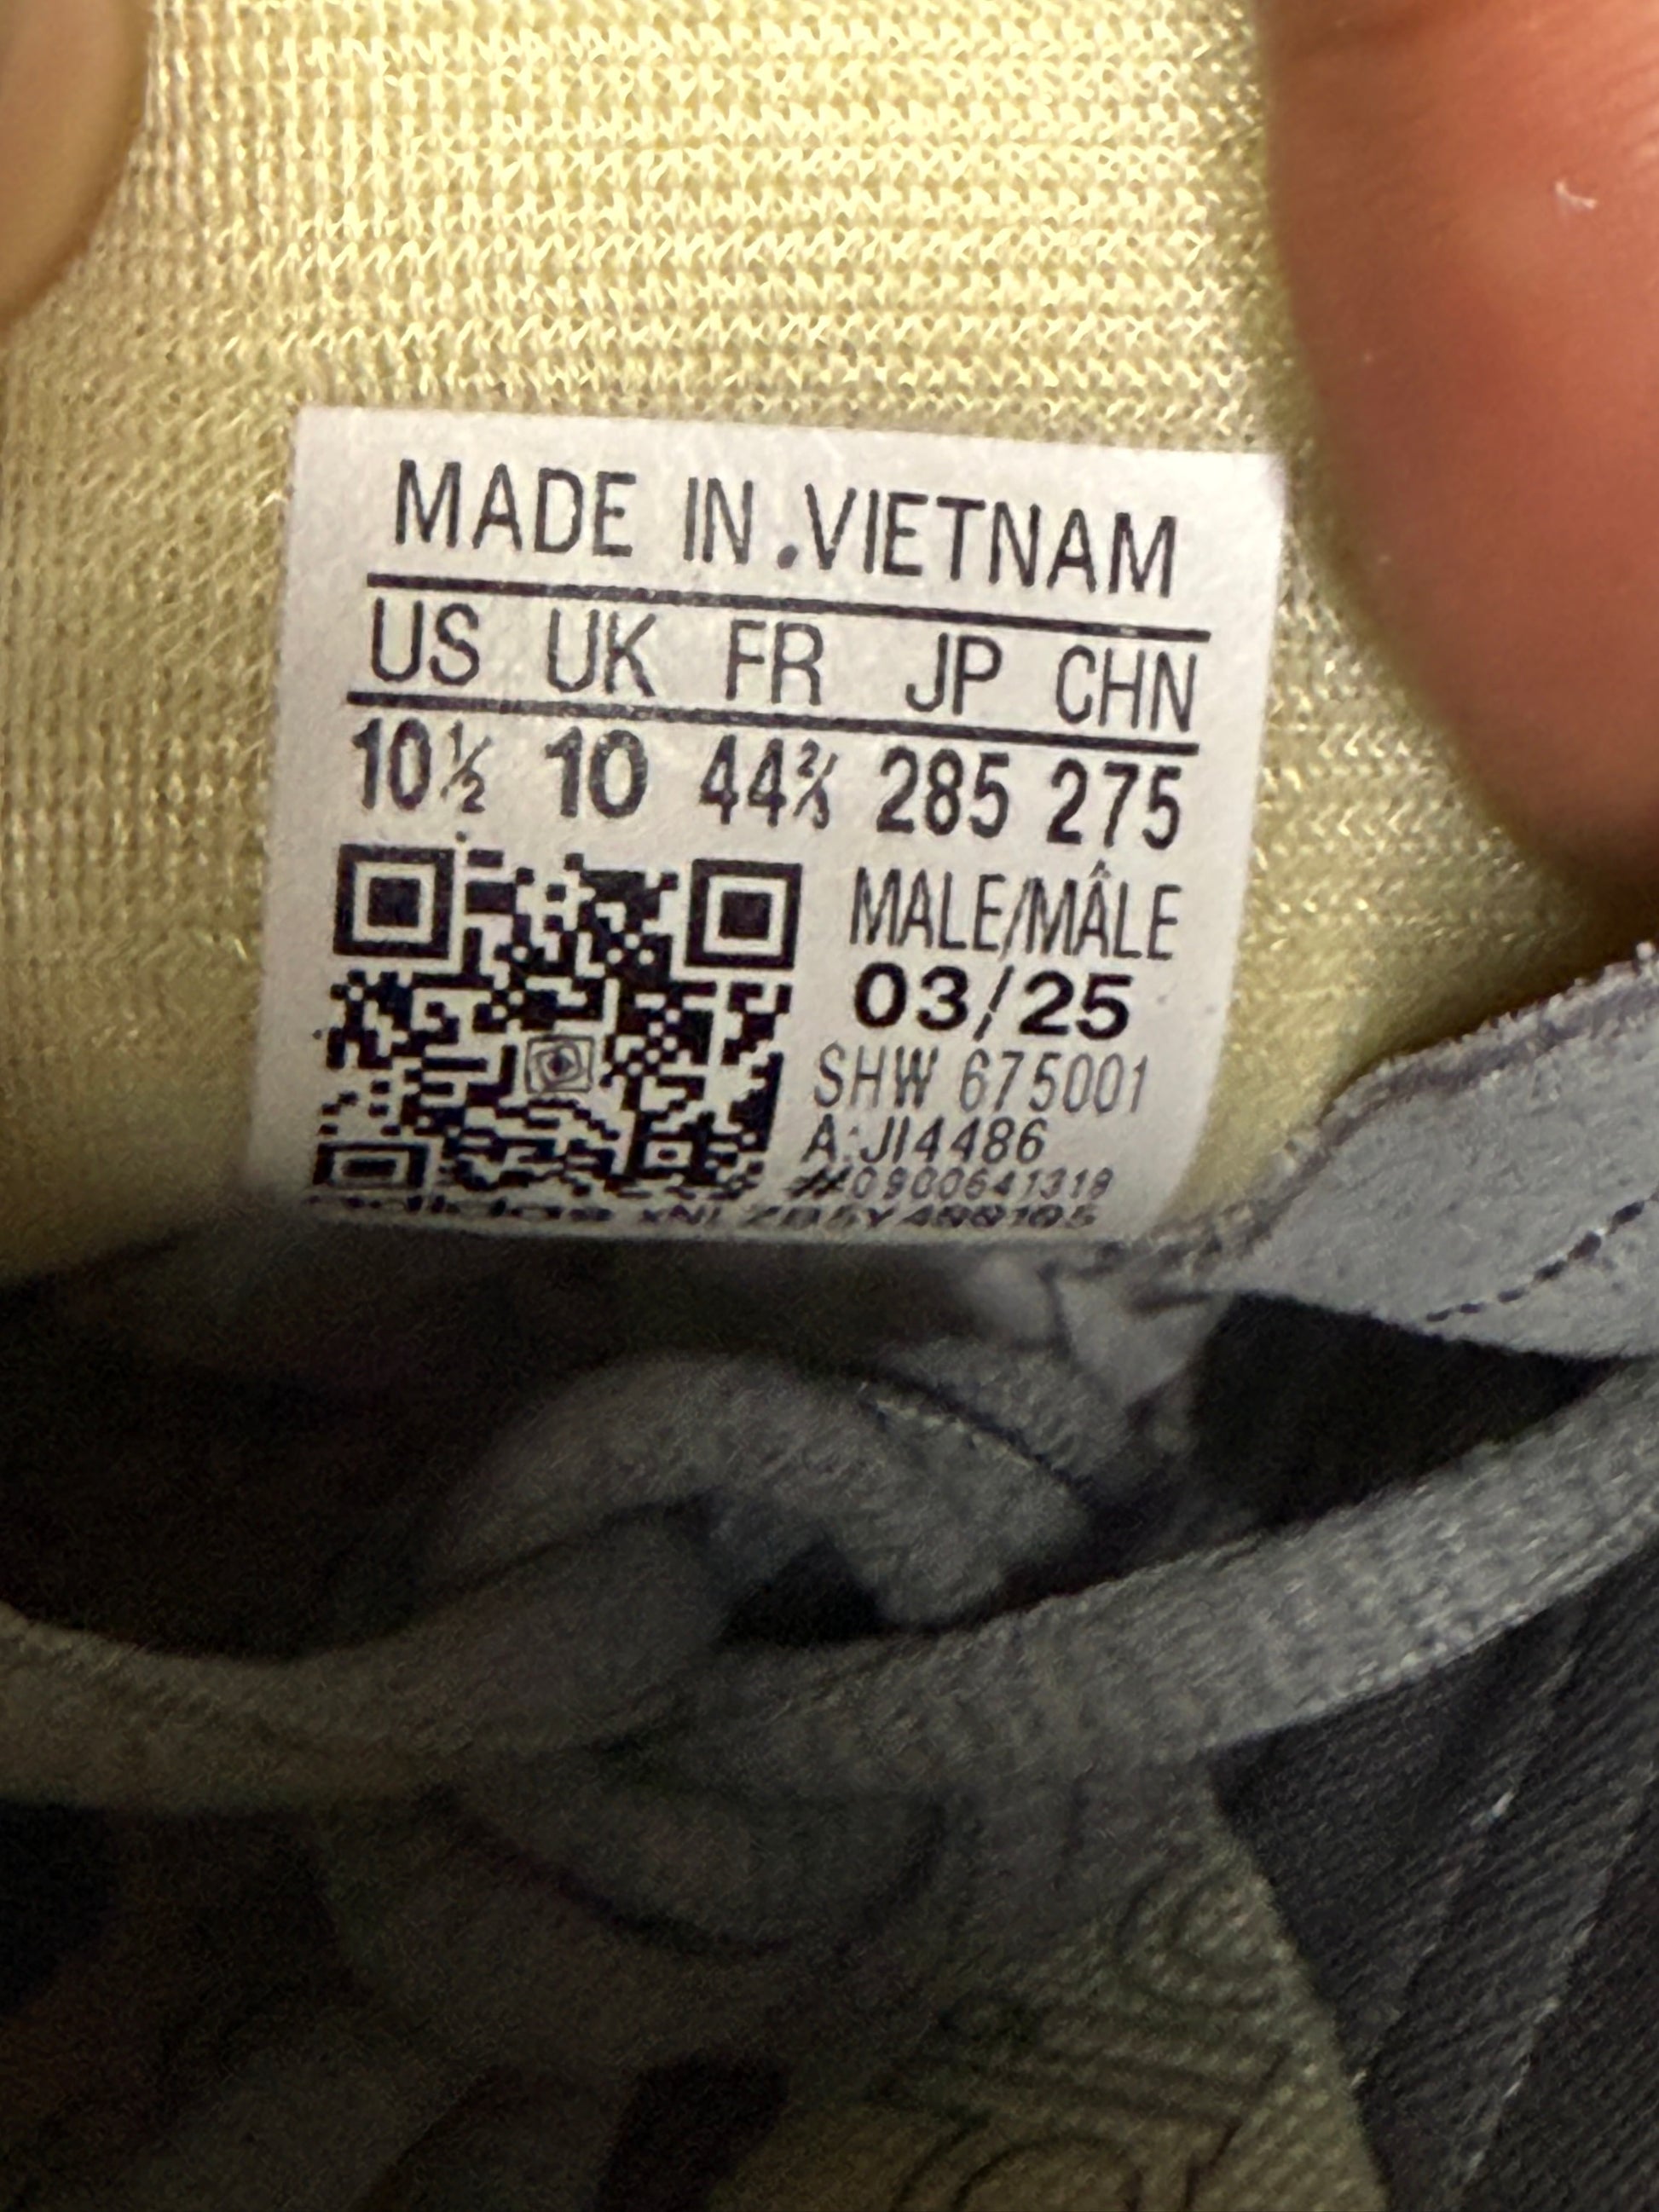 MADE IN VIETNAM
US UK FR JP CHN
10½ 10 44⅔ 285 275
MALE/MÂLE
03/25
SHW 675001
A:JI4486
#0900641318
adidas